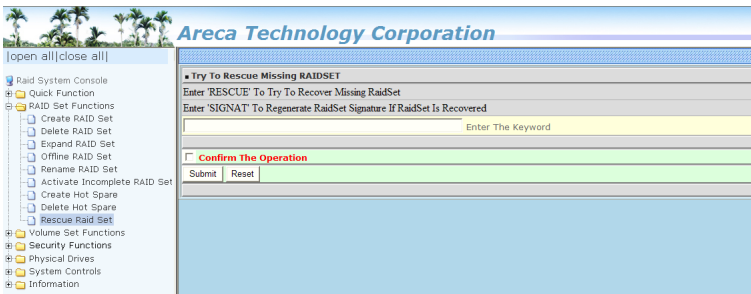 Areca Technology Corporation
|open all|close all|
Raid System Console
Quick Function
RAID Set Functions
Create RAID Set
Delete RAID Set
Expand RAID Set
Offline RAID Set
Rename RAID Set
Activate Incomplete RAID Set
Create Hot Spare
Delete Hot Spare
Rescue Raid Set
Volume Set Functions
Security Functions
Physical Drives
System Controls
Information
Try To Rescue Missing RAIDSET
Enter 'RESCUE' To Try To Recover Missing RaidSet
Enter 'SIGNAT' To Regenerate RaidSet Signature If RaidSet Is Recovered
Enter The Keyword
Confirm The Operation
Submit Reset